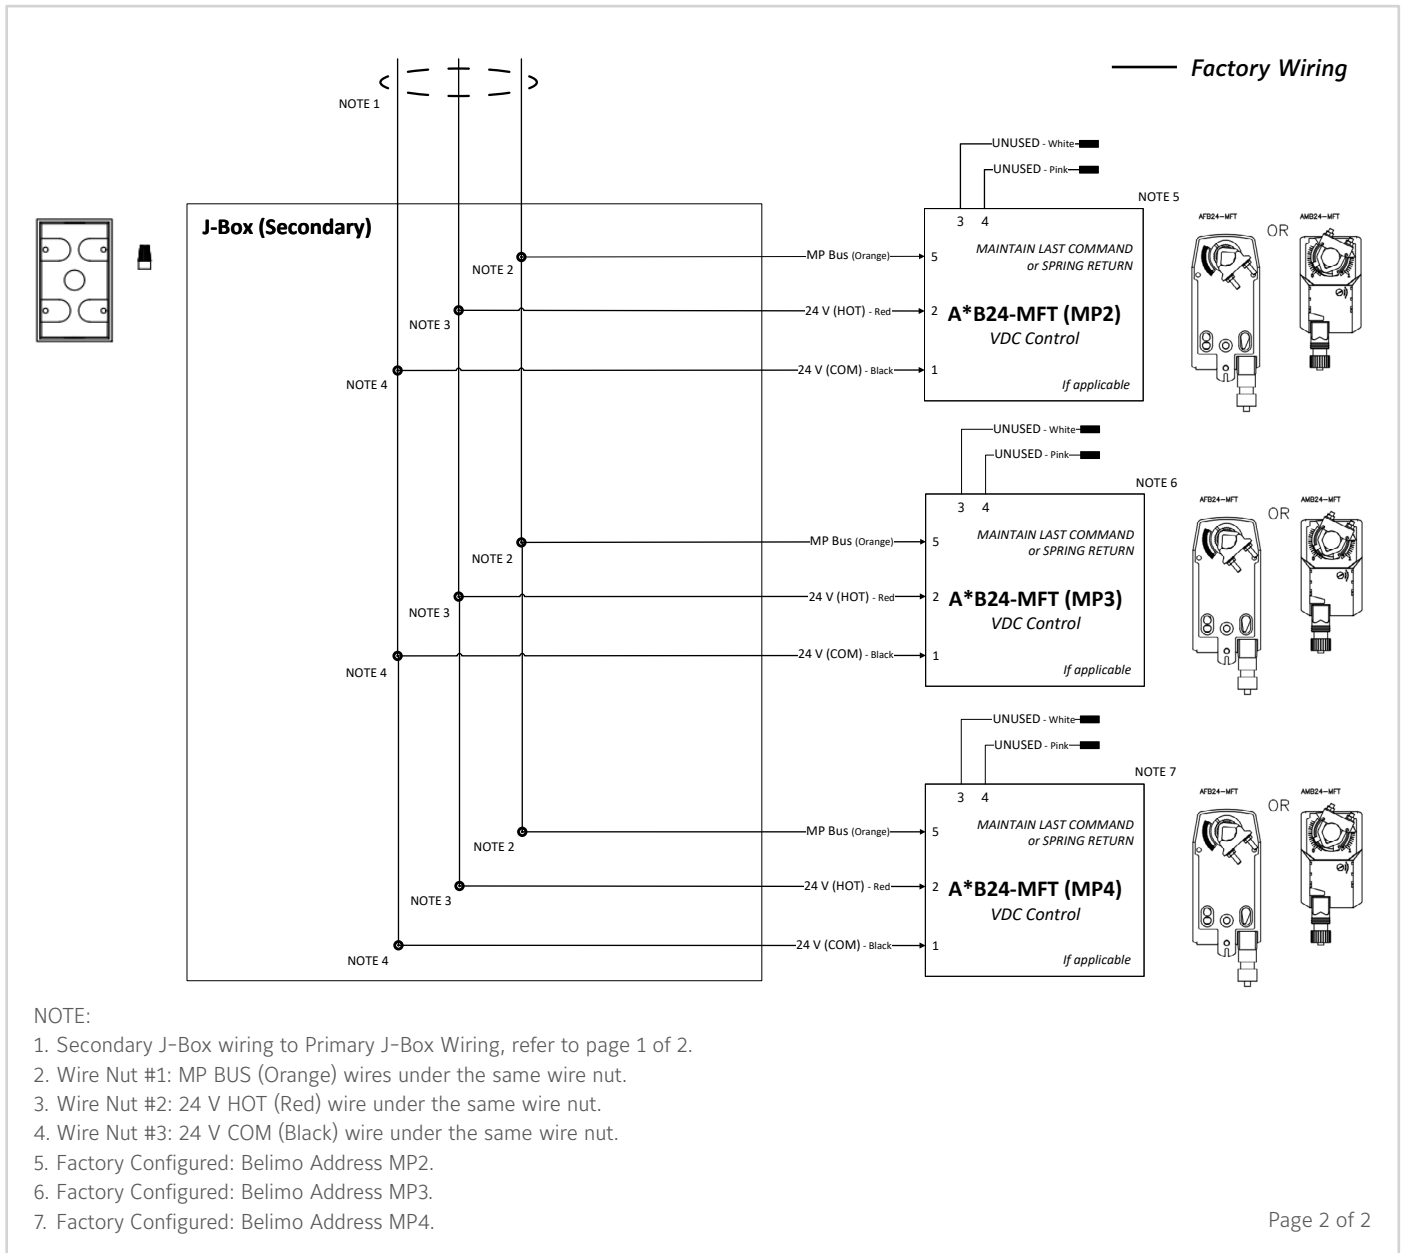 Factory Wiring
NOTE 1
UNUSED - White
UNUSED - Pink
NOTE 5
J-Box (Secondary)
3 4
AFB24-MFT
OR
AMB24-MFT
NOTE 2
MP Bus (Orange)
5
MAINTAIN LAST COMMAND
or SPRING RETURN
NOTE 3
24 V (HOT) - Red
2
A*B24-MFT (MP2)
VDC Control
NOTE 4
24 V (COM) - Black
1
If applicable
UNUSED - White
UNUSED - Pink
NOTE 6
3 4
AFB24-MFT
OR
AMB24-MFT
NOTE 2
MP Bus (Orange)
5
MAINTAIN LAST COMMAND
or SPRING RETURN
NOTE 3
24 V (HOT) - Red
2
A*B24-MFT (MP3)
VDC Control
NOTE 4
24 V (COM) - Black
1
If applicable
UNUSED - White
UNUSED - Pink
NOTE 7
3 4
AFB24-MFT
OR
AMB24-MFT
NOTE 2
MP Bus (Orange)
5
MAINTAIN LAST COMMAND
or SPRING RETURN
NOTE 3
24 V (HOT) - Red
2
A*B24-MFT (MP4)
VDC Control
NOTE 4
24 V (COM) - Black
1
If applicable
NOTE:
1. Secondary J-Box wiring to Primary J-Box Wiring, refer to page 1 of 2.
2. Wire Nut #1: MP BUS (Orange) wires under the same wire nut.
3. Wire Nut #2: 24 V HOT (Red) wire under the same wire nut.
4. Wire Nut #3: 24 V COM (Black) wire under the same wire nut.
5. Factory Configured: Belimo Address MP2.
6. Factory Configured: Belimo Address MP3.
7. Factory Configured: Belimo Address MP4.
Page 2 of 2